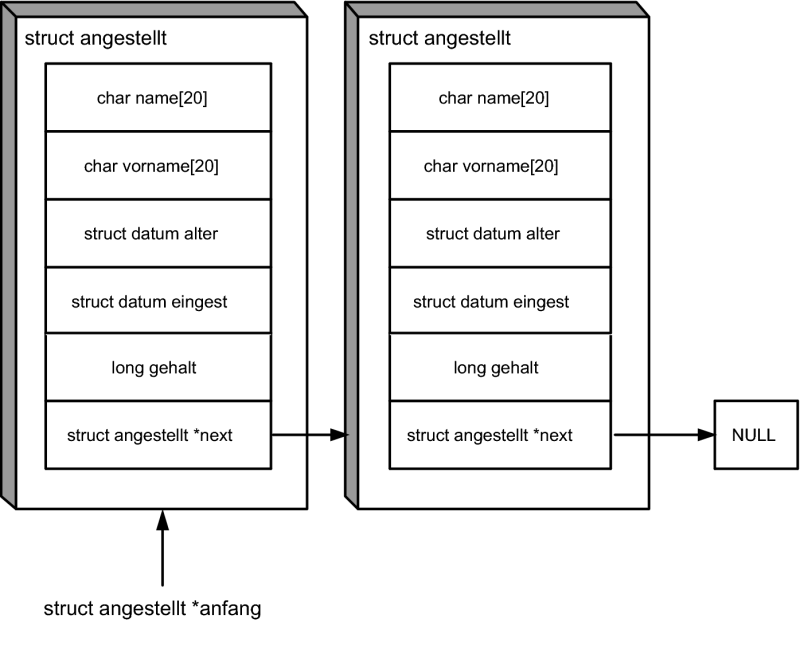 struct angestellt
char name[20]
char vorname[20]
struct datum alter
struct datum eingest
long gehalt
struct angestellt *next
struct angestellt
char name[20]
char vorname[20]
struct datum alter
struct datum eingest
long gehalt
struct angestellt *next
NULL
struct angestellt *anfang